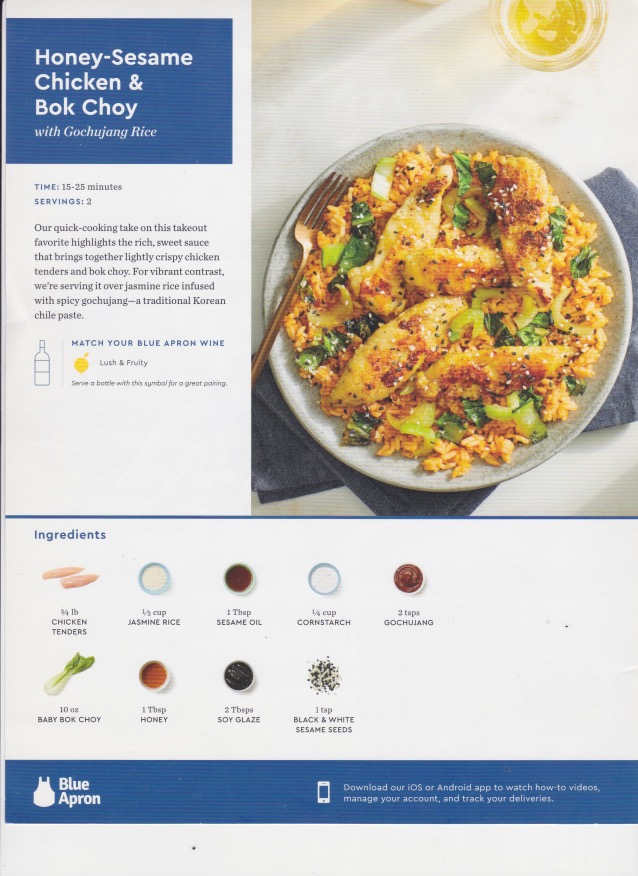 Honey-Sesame
Chicken &
Bok Choy
with Gochujang Rice
TIME: 15-25 minutes
SERVINGS: 2
Our quick-cooking take on this takeout
favorite highlights the rich, sweet sauce
that brings together lightly crispy chicken
tenders and bok choy. For vibrant contrast,
we're serving it over jasmine rice infused
with spicy gochujang—a traditional Korean
chile paste.
MATCH YOUR BLUE APRON WINE
Lush & Fruity
Serve a bottle with this symbol for a great pairing.
Ingredients
¾ lb
CHICKEN
TENDERS
½ cup
JASMINE RICE
1 Tbsp
SESAME OIL
¼ cup
CORNSTARCH
2 tsps
GOCHUJANG
10 oz
BABY BOK CHOY
1 Tbsp
HONEY
2 Tbsps
SOY GLAZE
1 tsp
BLACK & WHITE
SESAME SEEDS
Blue
Apron
Download our iOS or Android app to watch how-to videos,
manage your account, and track your deliveries.